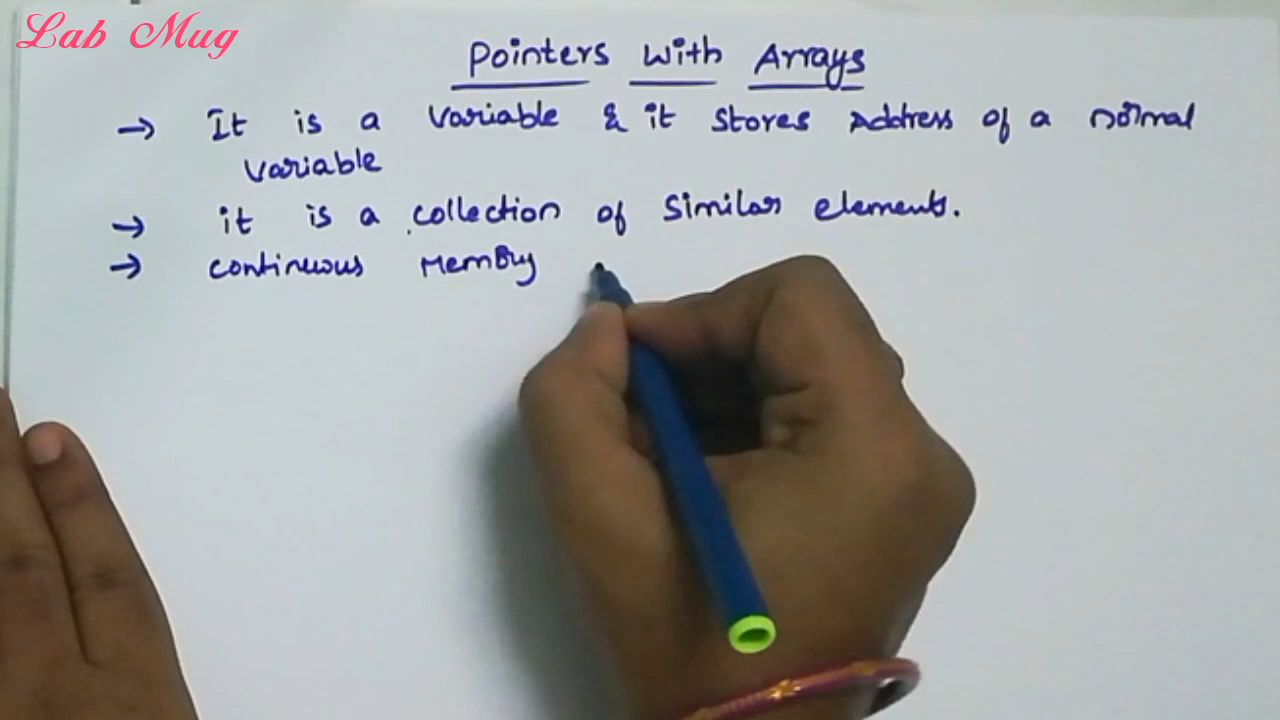 Lab Mug
Pointers with Arrays
→ It is a variable & it stores Address of a normal
variable
→ it is a collection of similar elements.
→ continuous Memory